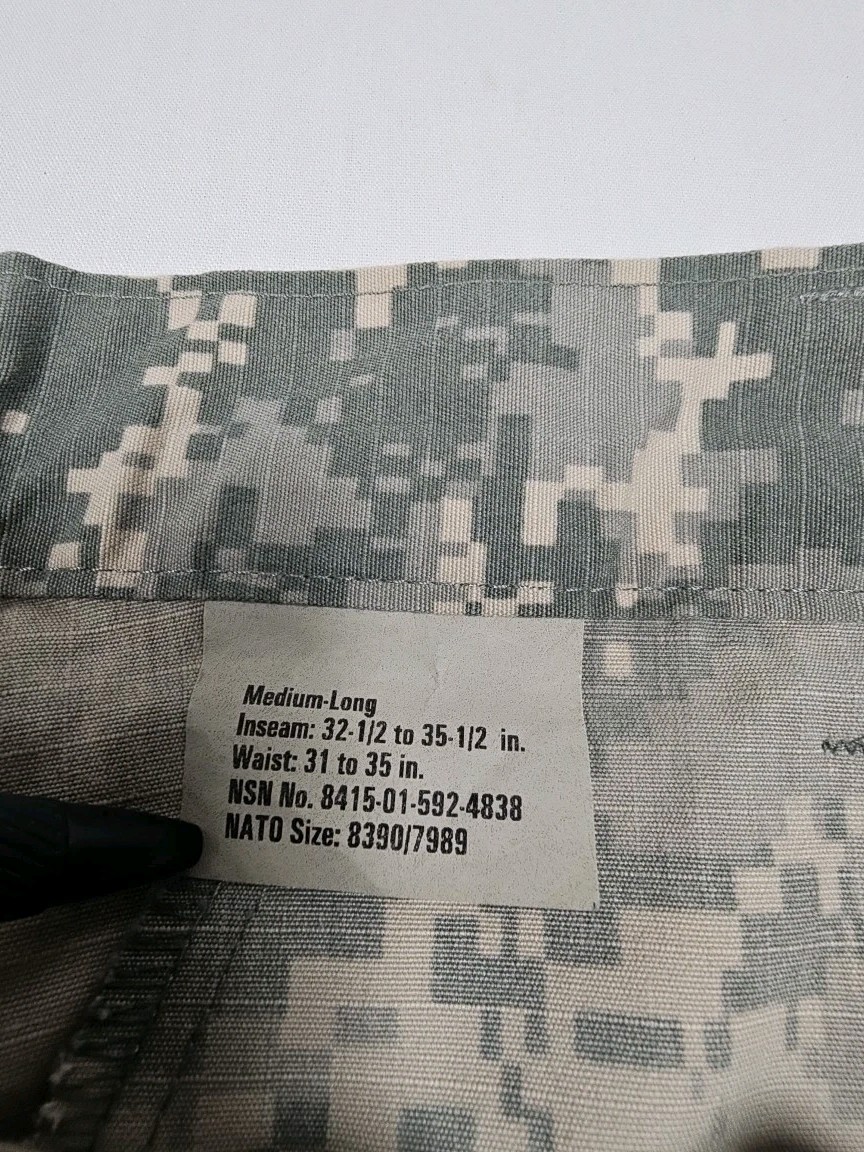 Medium-Long
Inseam: 32-1/2 to 35-1/2 in.
Waist: 31 to 35 in.
NSN No. 8415-01-592-4838
NATO Size: 8390/7989